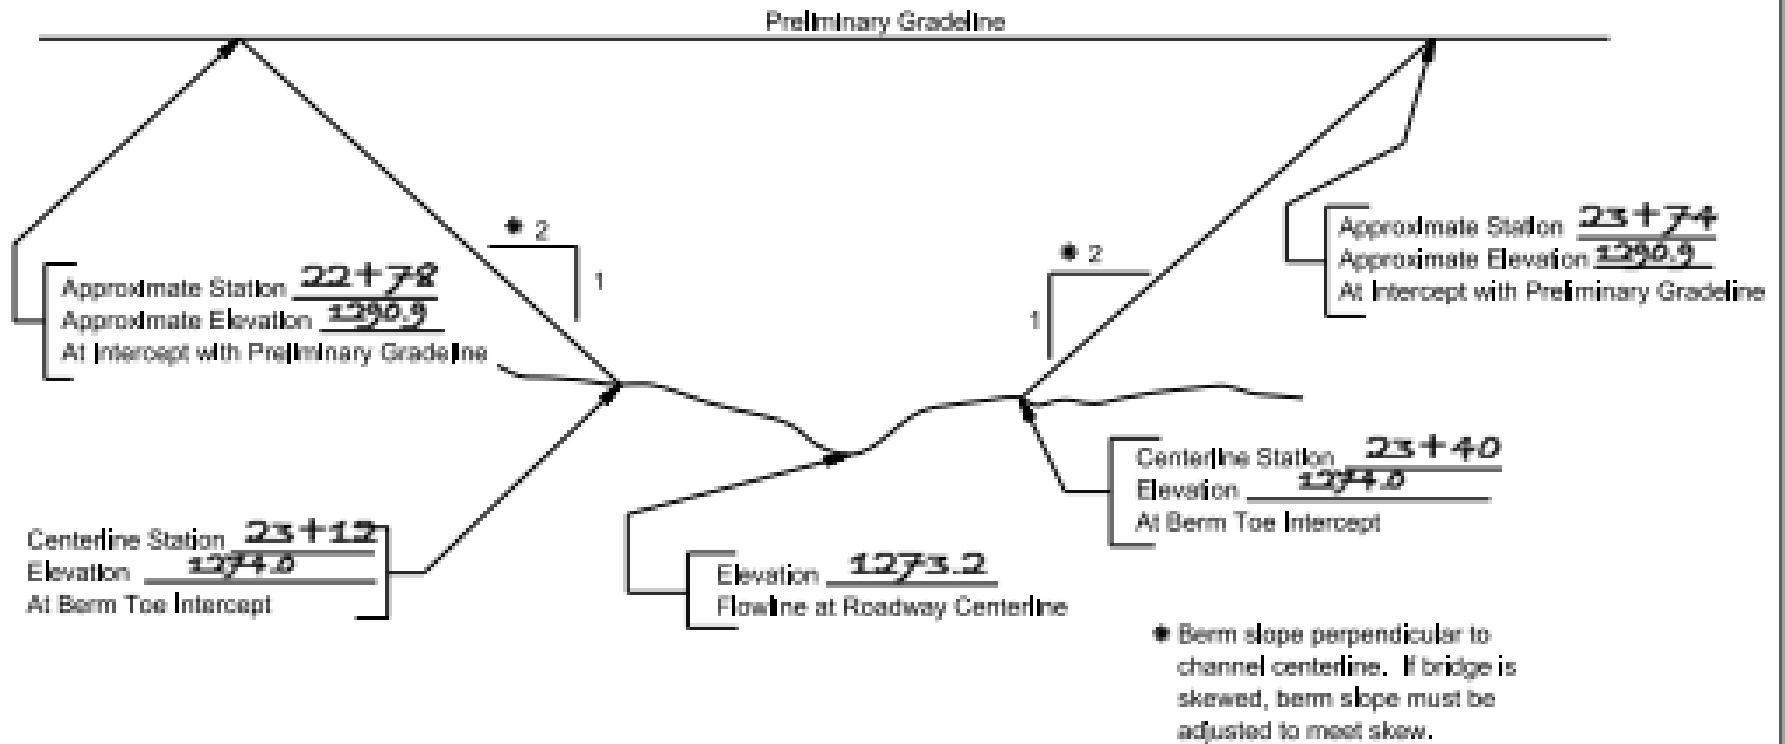 Preliminary Gradeline
* 2
1
Approximate Station 22+78
Approximate Elevation 1290.9
At Intercept with Preliminary Gradeline
* 2
1
Approximate Station 23+74
Approximate Elevation 1290.9
At Intercept with Preliminary Gradeline
Centerline Station 23+12
Elevation 1274.0
At Berm Toe Intercept
Elevation 1273.2
Flowline at Roadway Centerline
Centerline Station 23+40
Elevation 1274.0
At Berm Toe Intercept
* Berm slope perpendicular to
channel centerline. If bridge is
skewed, berm slope must be
adjusted to meet skew.